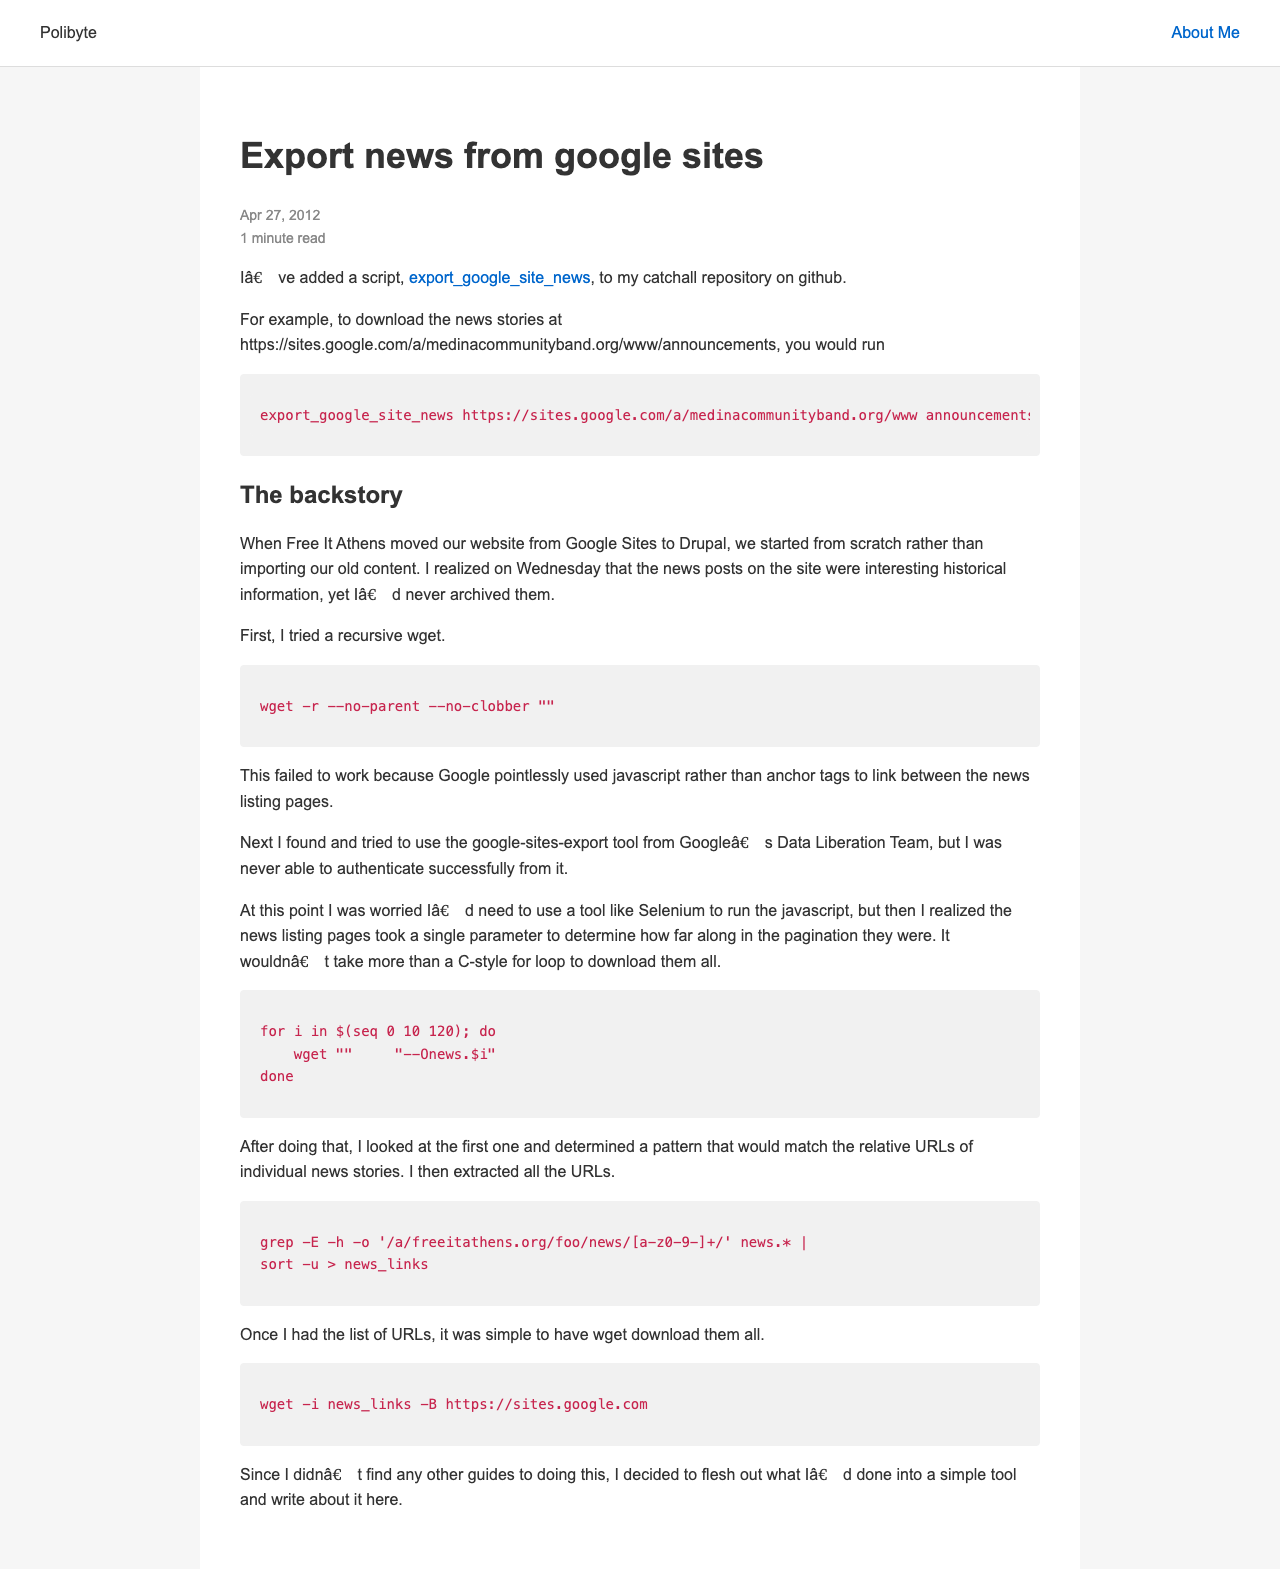 Polibyte
About Me
Export news from google sites
Apr 27, 2012
1 minute read
Iâ€ ve added a script, export_google_site_news, to my catchall repository on github.
For example, to download the news stories at
https://sites.google.com/a/medinacommunityband.org/www/announcements, you would run
export_google_site_news https://sites.google.com/a/medinacommunityband.org/www announcements
The backstory
When Free It Athens moved our website from Google Sites to Drupal, we started from scratch rather than
importing our old content. I realized on Wednesday that the news posts on the site were interesting historical
information, yet Iâ€ d never archived them.
First, I tried a recursive wget.
wget -r --no-parent --no-clobber ""
This failed to work because Google pointlessly used javascript rather than anchor tags to link between the news
listing pages.
Next I found and tried to use the google-sites-export tool from Googleâ€ s Data Liberation Team, but I was
never able to authenticate successfully from it.
At this point I was worried Iâ€ d need to use a tool like Selenium to run the javascript, but then I realized the
news listing pages took a single parameter to determine how far along in the pagination they were. It
wouldnâ€ t take more than a C-style for loop to download them all.
for i in $(seq 0 10 120); do
    wget ""     "--Onews.$i"
done
After doing that, I looked at the first one and determined a pattern that would match the relative URLs of
individual news stories. I then extracted all the URLs.
grep -E -h -o '/a/freeitathens.org/foo/news/[a-z0-9-]+/' news.* |
sort -u > news_links
Once I had the list of URLs, it was simple to have wget download them all.
wget -i news_links -B https://sites.google.com
Since I didnâ€ t find any other guides to doing this, I decided to flesh out what Iâ€ d done into a simple tool
and write about it here.